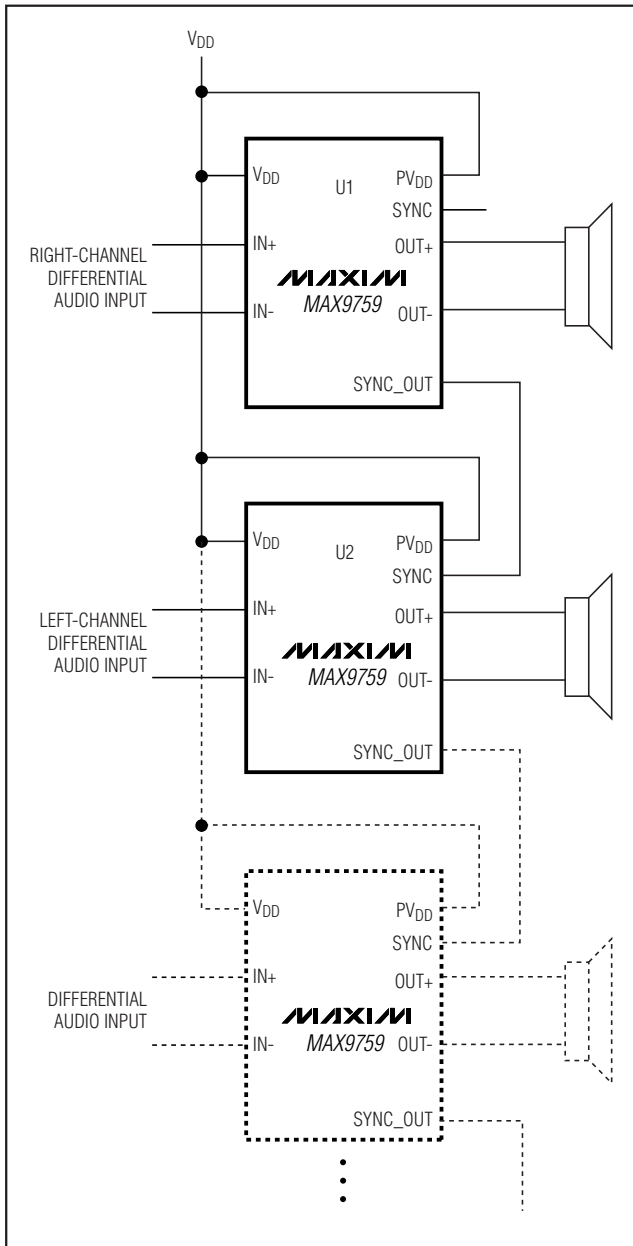 VDD
VDD
U1
PVDD
SYNC
IN+
OUT+
RIGHT-CHANNEL
DIFFERENTIAL
AUDIO INPUT
MAXIM
MAX9759
IN-
OUT-
SYNC_OUT
VDD
U2
PVDD
SYNC
IN+
OUT+
LEFT-CHANNEL
DIFFERENTIAL
AUDIO INPUT
MAXIM
MAX9759
IN-
OUT-
SYNC_OUT
VDD
PVDD
SYNC
IN+
OUT+
DIFFERENTIAL
AUDIO INPUT
MAXIM
MAX9759
IN-
OUT-
SYNC_OUT